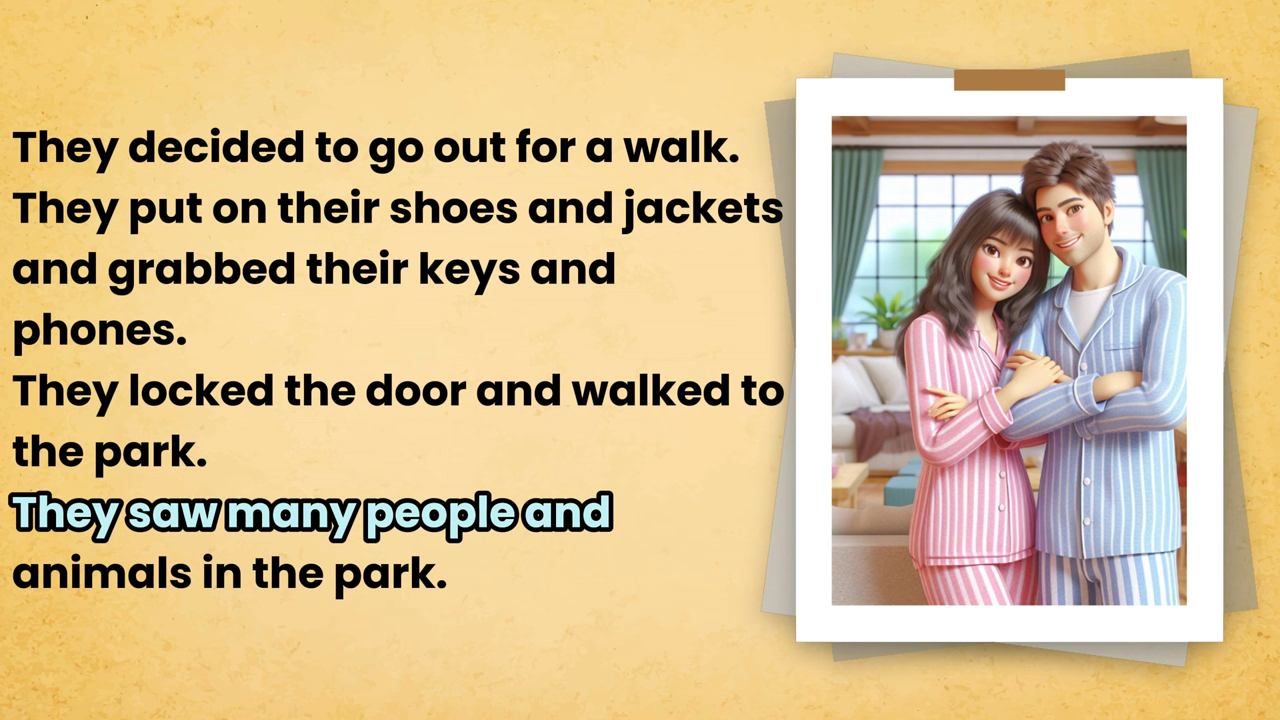 They decided to go out for a walk.
They put on their shoes and jackets
and grabbed their keys and
phones.
They locked the door and walked to
the park.
They saw many people and
animals in the park.